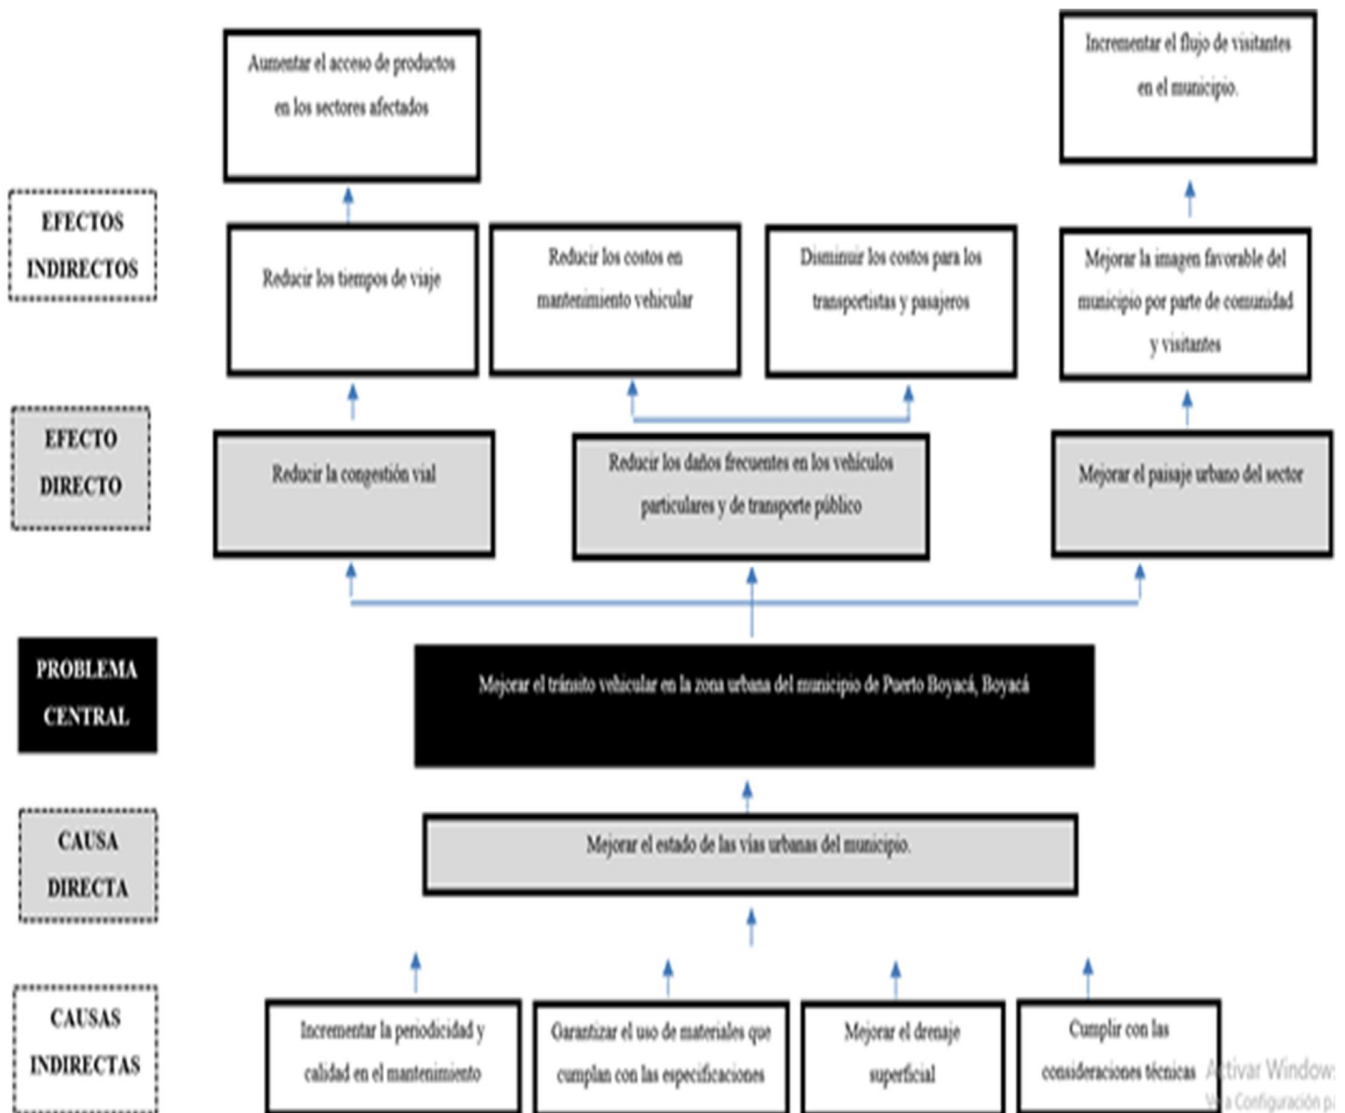 Aumentar el acceso de productos
en los sectores afectados
Incrementar el flujo de visitantes
en el municipio.
EFECTOS
INDIRECTOS
Reducir los tiempos de viaje
Reducir los costos en
mantenimiento vehicular
Disminuir los costos para los
transportistas y pasajeros
Mejorar la imagen favorable del
municipio por parte de comunidad
y visitantes
EFECTO
DIRECTO
Reducir la congestión vial
Reducir los daños frecuentes en los vehículos
particulares y de transporte público
Mejorar el paisaje urbano del sector
PROBLEMA
CENTRAL
Mejorar el tránsito vehicular en la zona urbana del municipio de Puerto Boyacá, Boyacá
CAUSA
DIRECTA
Mejorar el estado de las vías urbanas del municipio.
CAUSAS
INDIRECTAS
Incrementar la periodicidad y
calidad en el mantenimiento
Garantizar el uso de materiales que
cumplan con las especificaciones
Mejorar el drenaje
superficial
Cumplir con las
consideraciones técnicas
Activar Windows
Ve a Configuración